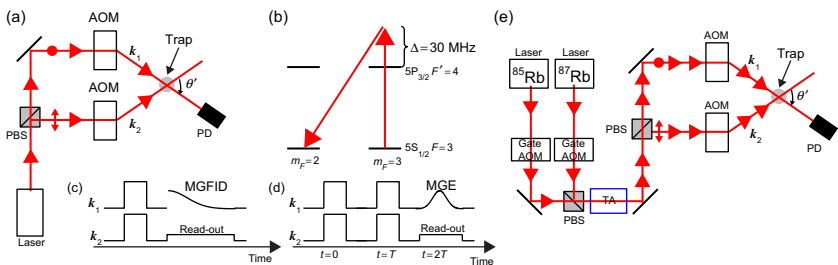 (a)
AOM
k₁
Trap
θ'
AOM
PBS
k₂
PD
Laser
(b)
Δ=30 MHz
5P₃/₂ F'=4
5S₁/₂ F=3
m_F=2
m_F=3
(c)
MGFID
k₁
k₂
Read-out
Time
(d)
MGE
k₁
k₂
Read-out
t=0
t=T
t=2T
Time
(e)
Laser
Laser
⁸⁵Rb
⁸⁷Rb
Gate
AOM
Gate
AOM
PBS
TA
PBS
AOM
k₁
Trap
θ'
AOM
k₂
PD